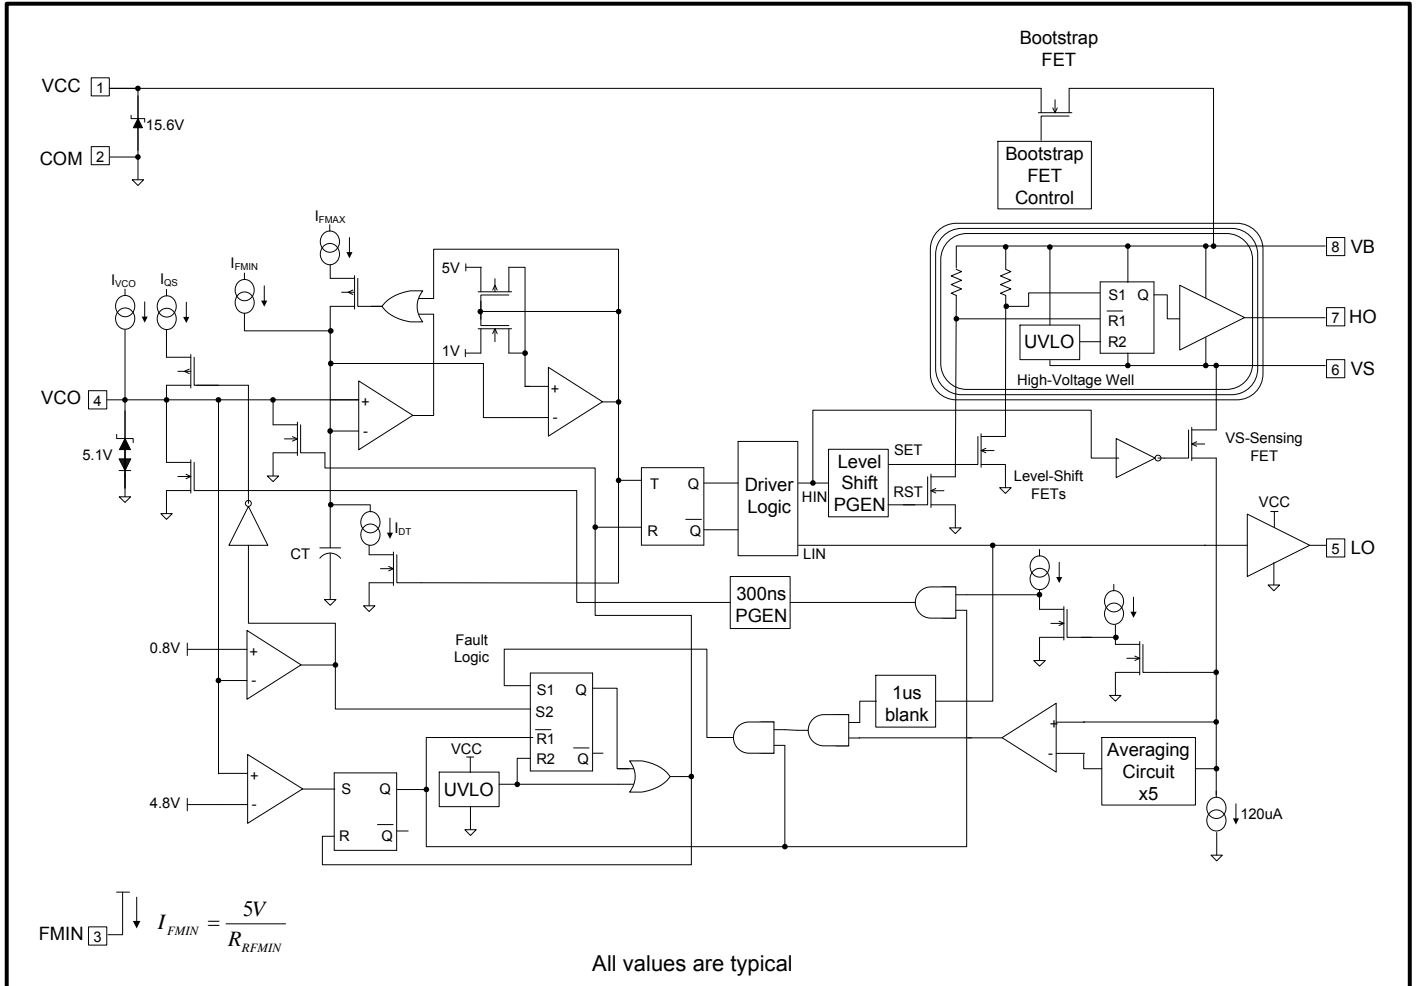 Bootstrap
FET
VCC 1
15.6V
COM 2
Bootstrap
FET
Control
IFMAX
IFMIN
IVCO
IQS
5V
1V
8 VB
S1 Q
R1
R2
UVLO
7 HO
6 VS
High-Voltage Well
VCO 4
+
-
+
-
5.1V
VS-Sensing
FET
SET
Level
Shift
PGEN
RST
Level-Shift
FETs
Driver
Logic
HIN
LIN
T Q
R Q
VCC
5 LO
IDT
CT
300ns
PGEN
0.8V
+
-
Fault
Logic
S1 Q
S2
R1
R2 Q
1us
blank
+
-
Averaging
Circuit
x5
VCC
UVLO
4.8V
+
-
S Q
R Q
120uA
FMIN 3
IFMIN = 5V / RRFMIN
All values are typical